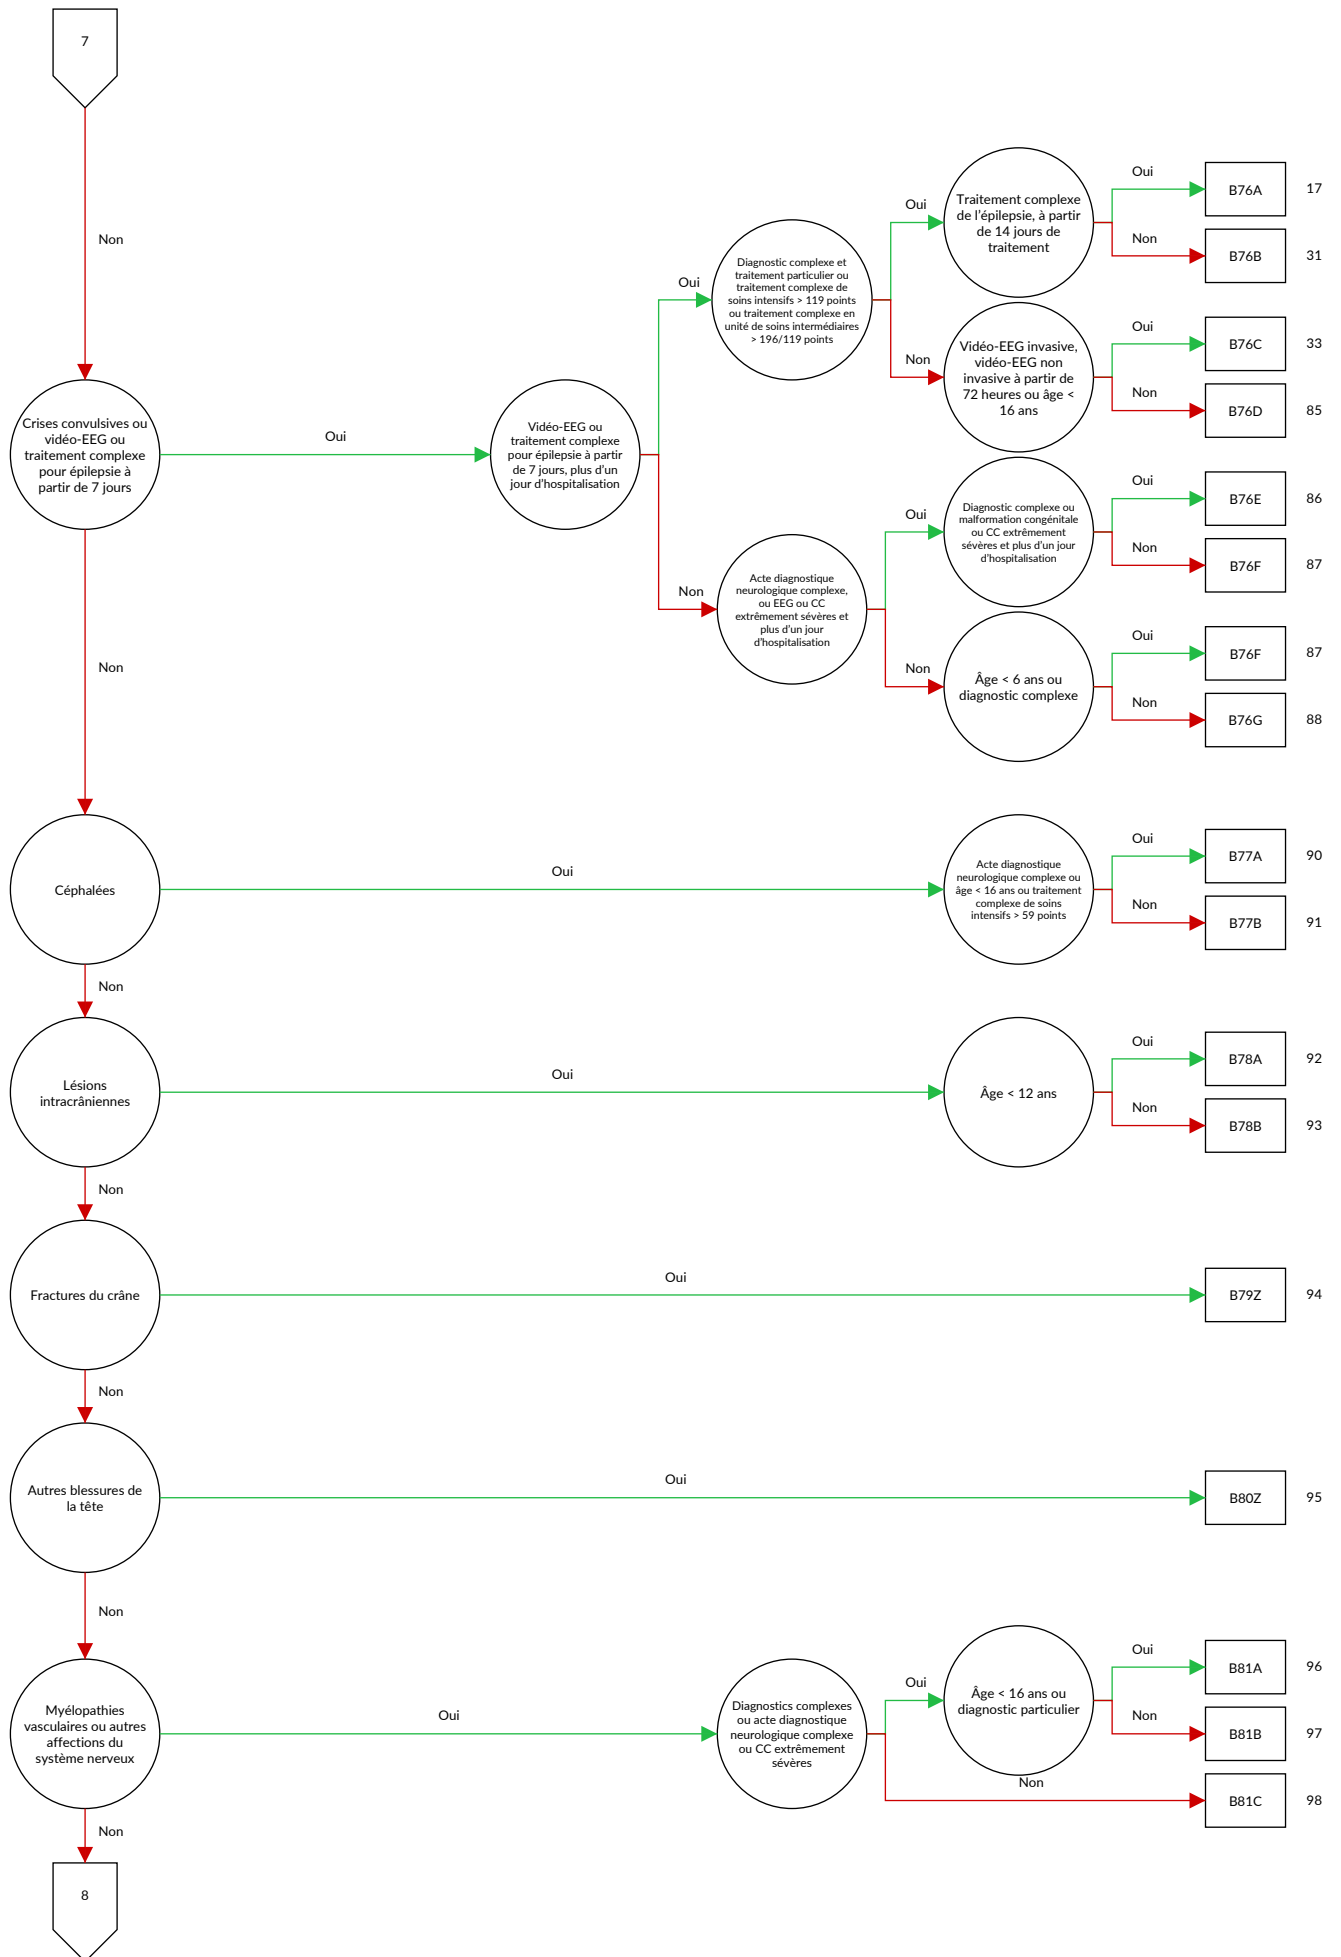 7
Non
Crises convulsives ou
vidéo-EEG ou
traitement complexe
pour épilepsie à
partir de 7 jours
Oui
Vidéo-EEG ou
traitement complexe
pour épilepsie à partir
de 7 jours, plus d'un
jour d'hospitalisation
Oui
Diagnostic complexe et
traitement particulier ou
traitement complexe de
soins intensifs > 119 points
ou traitement complexe en
unité de soins intermédiaires
> 196/119 points
Oui
Traitement complexe
de l'épilepsie, à partir
de 14 jours de
traitement
Oui
B76A
17
Non
B76B
31
Non
Vidéo-EEG invasive,
vidéo-EEG non
invasive à partir de
72 heures ou âge <
16 ans
Oui
B76C
33
Non
B76D
85
Non
Acte diagnostique
neurologique complexe,
ou EEG ou CC
extrêmement sévères et
plus d'un jour
d'hospitalisation
Oui
Diagnostic complexe ou
malformation congénitale
ou CC extrêmement
sévères et plus d'un jour
d'hospitalisation
Oui
B76E
86
Non
B76F
87
Non
Âge < 6 ans ou
diagnostic complexe
Oui
B76F
87
Non
B76G
88
Non
Céphalées
Oui
Acte diagnostique
neurologique complexe ou
âge < 16 ans ou traitement
complexe de soins
intensifs > 59 points
Oui
B77A
90
Non
B77B
91
Non
Lésions
intracrâniennes
Oui
Âge < 12 ans
Oui
B78A
92
Non
B78B
93
Non
Fractures du crâne
Oui
B79Z
94
Non
Autres blessures de
la tête
Oui
B80Z
95
Non
Myélopathies
vasculaires ou autres
affections du
système nerveux
Oui
Diagnostics complexes
ou acte diagnostique
neurologique complexe
ou CC extrêmement
sévères
Oui
Âge < 16 ans ou
diagnostic particulier
Oui
B81A
96
Non
B81B
97
Non
B81C
98
Non
8